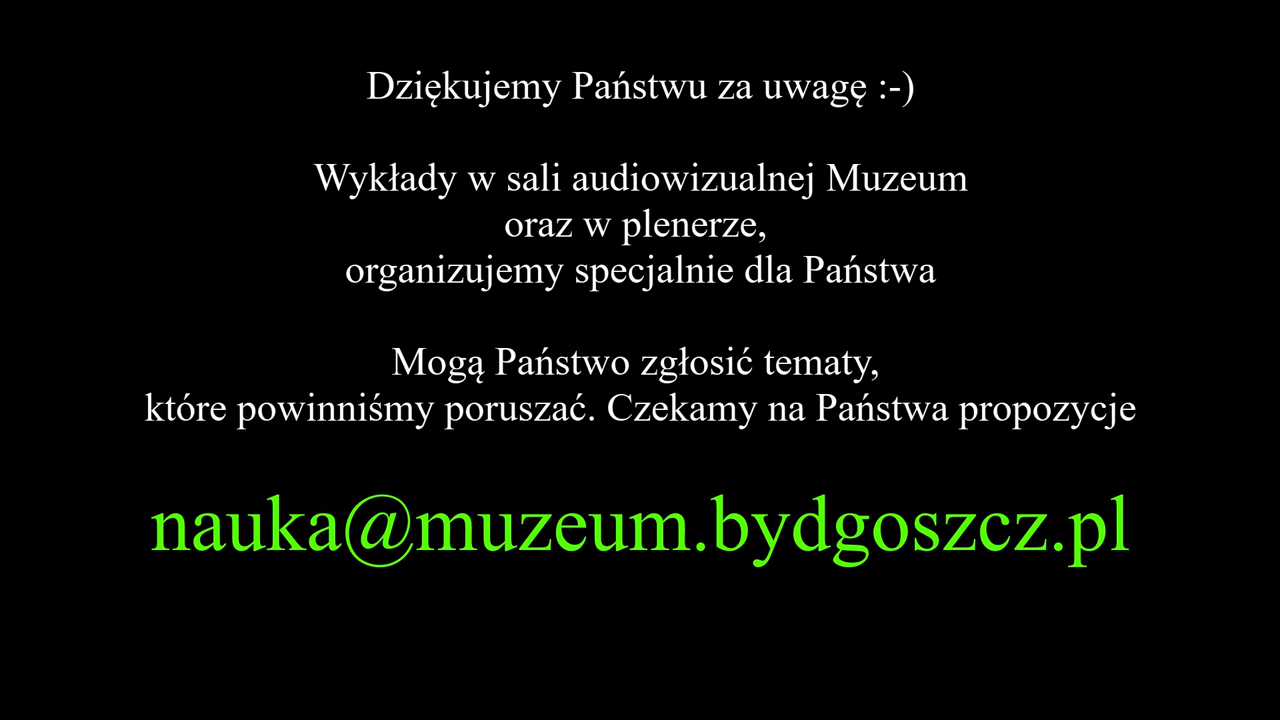 Dziękujemy Państwu za uwagę :-)
Wykłady w sali audiowizualnej Muzeum
oraz w plenerze,
organizujemy specjalnie dla Państwa
Mogą Państwo zgłosić tematy,
które powinniśmy poruszać. Czekamy na Państwa propozycje
nauka@muzeum.bydgoszcz.pl